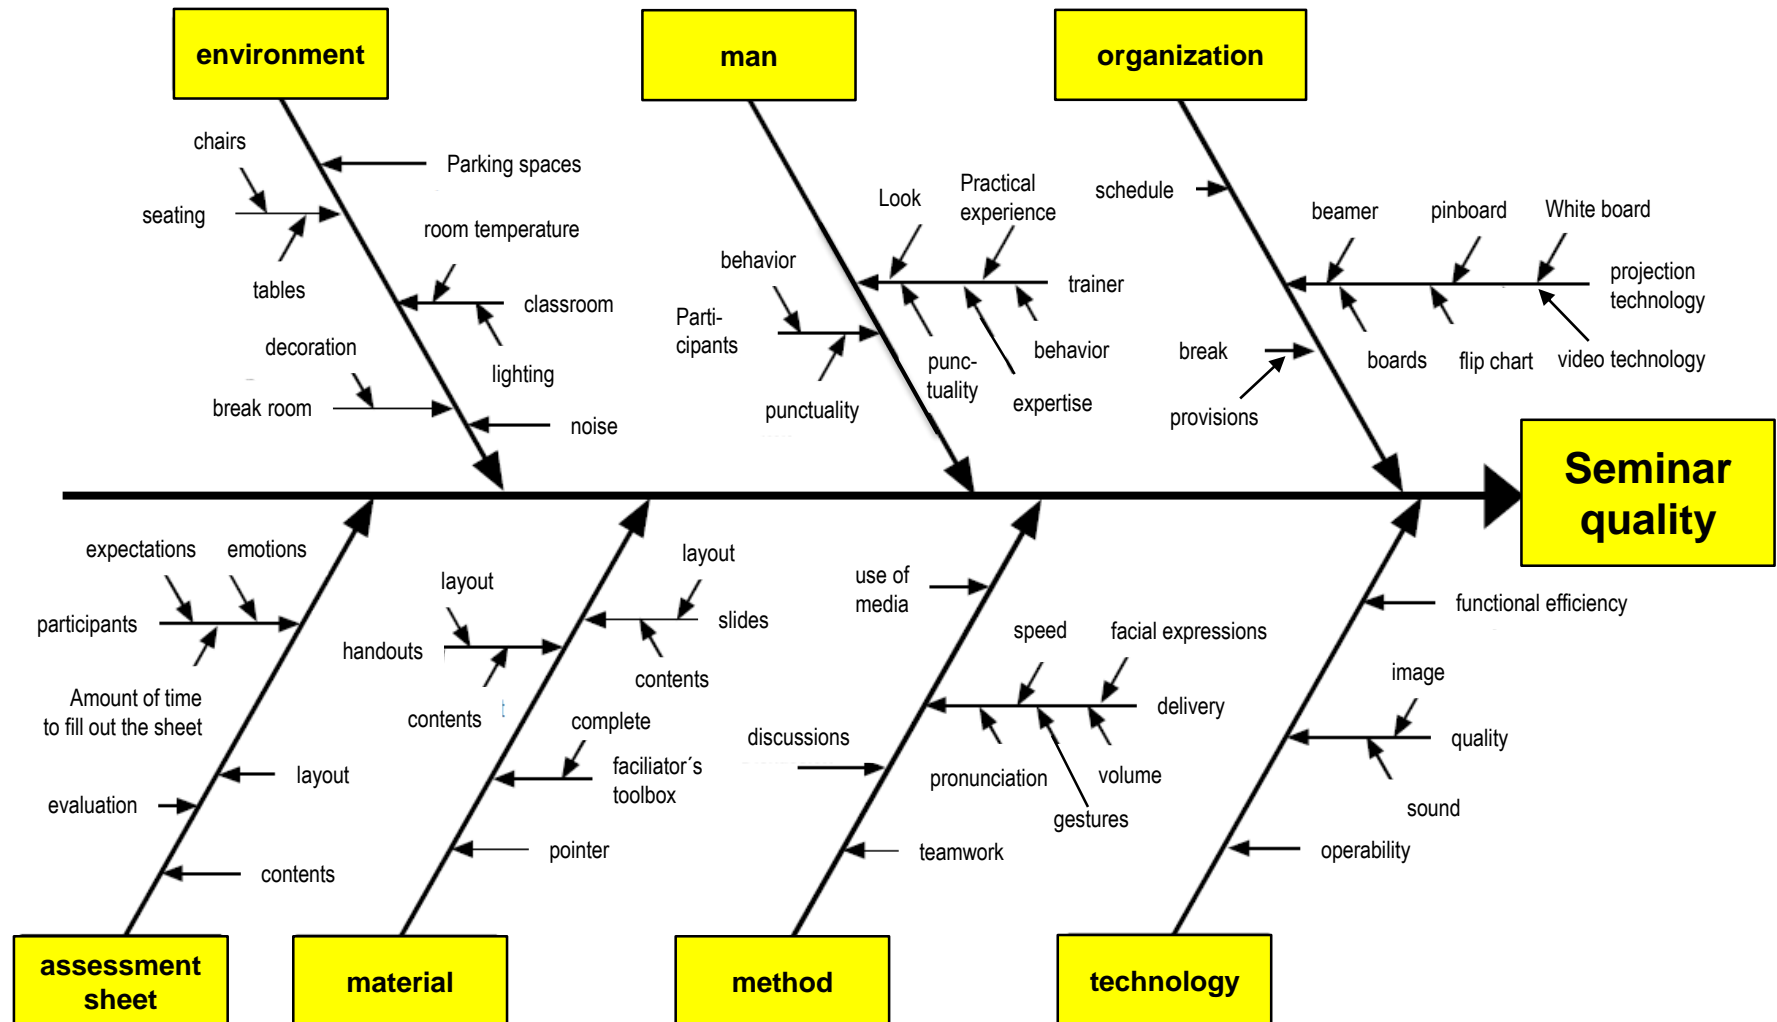 environment
man
organization
chairs
Parking spaces
seating
room temperature
tables
classroom
decoration
lighting
break room
noise
Look
Practical
experience
behavior
trainer
Parti-
cipants
punc-
tuality
behavior
punctuality
expertise
schedule
beamer
pinboard
White board
projection
technology
break
boards
flip chart
video technology
provisions
Seminar
quality
expectations
emotions
participants
Amount of time
to fill out the sheet
layout
evaluation
contents
layout
layout
handouts
slides
contents
contents
complete
faciliator´s
toolbox
pointer
use of
media
speed
facial expressions
delivery
discussions
pronunciation
volume
gestures
teamwork
functional efficiency
image
quality
sound
operability
assessment
sheet
material
method
technology